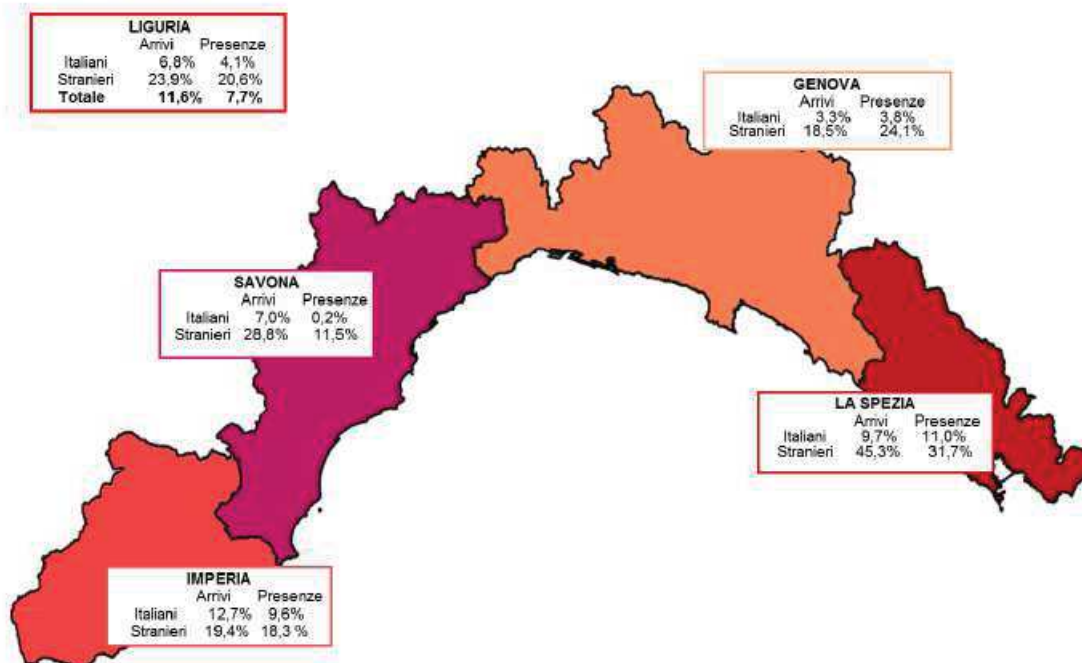 LIGURIA
Arrivi Presenze
Italiani 6,8% 4,1%
Stranieri 23,9% 20,6%
Totale 11,6% 7,7%
GENOVA
Arrivi Presenze
Italiani 3,3% 3,8%
Stranieri 18,5% 24,1%
SAVONA
Arrivi Presenze
Italiani 7,0% 0,2%
Stranieri 28,8% 11,5%
LA SPEZIA
Arrivi Presenze
Italiani 9,7% 11,0%
Stranieri 45,3% 31,7%
IMPERIA
Arrivi Presenze
Italiani 12,7% 9,6%
Stranieri 19,4% 18,3 %